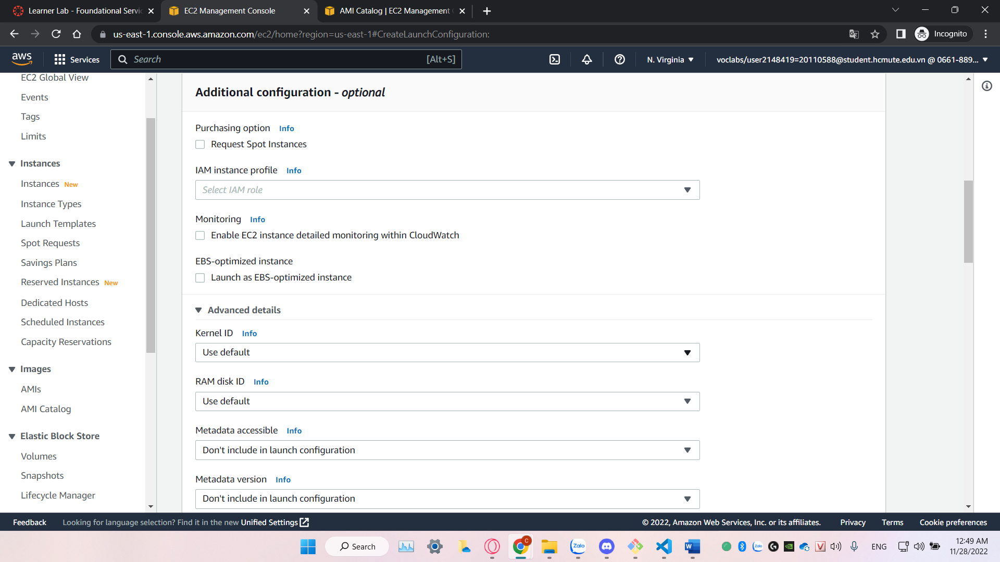 Learner Lab - Foundational Servic
EC2 Management Console
AMI Catalog | EC2 Management C
us-east-1.console.aws.amazon.com/ec2/home?region=us-east-1#CreateLaunchConfiguration:
Incognito
aws
Services
Search
[Alt+S]
N. Virginia
voclabs/user2148419=20110588@student.hcmute.edu.vn @ 0661-889...
EC2 Global View
Events
Tags
Limits
Instances
Instances New
Instance Types
Launch Templates
Spot Requests
Savings Plans
Reserved Instances New
Dedicated Hosts
Scheduled Instances
Capacity Reservations
Images
AMIs
AMI Catalog
Elastic Block Store
Volumes
Snapshots
Lifecycle Manager
Additional configuration - optional
Purchasing option Info
Request Spot Instances
IAM instance profile Info
Select IAM role
Monitoring Info
Enable EC2 instance detailed monitoring within CloudWatch
EBS-optimized instance
Launch as EBS-optimized instance
Advanced details
Kernel ID Info
Use default
RAM disk ID Info
Use default
Metadata accessible Info
Don't include in launch configuration
Metadata version Info
Don't include in launch configuration
Feedback
Looking for language selection? Find it in the new Unified Settings
© 2022, Amazon Web Services, Inc. or its affiliates.
Privacy
Terms
Cookie preferences
Search
C
Zalo
W
Zalo
V
ENG
12:49 AM
11/28/2022